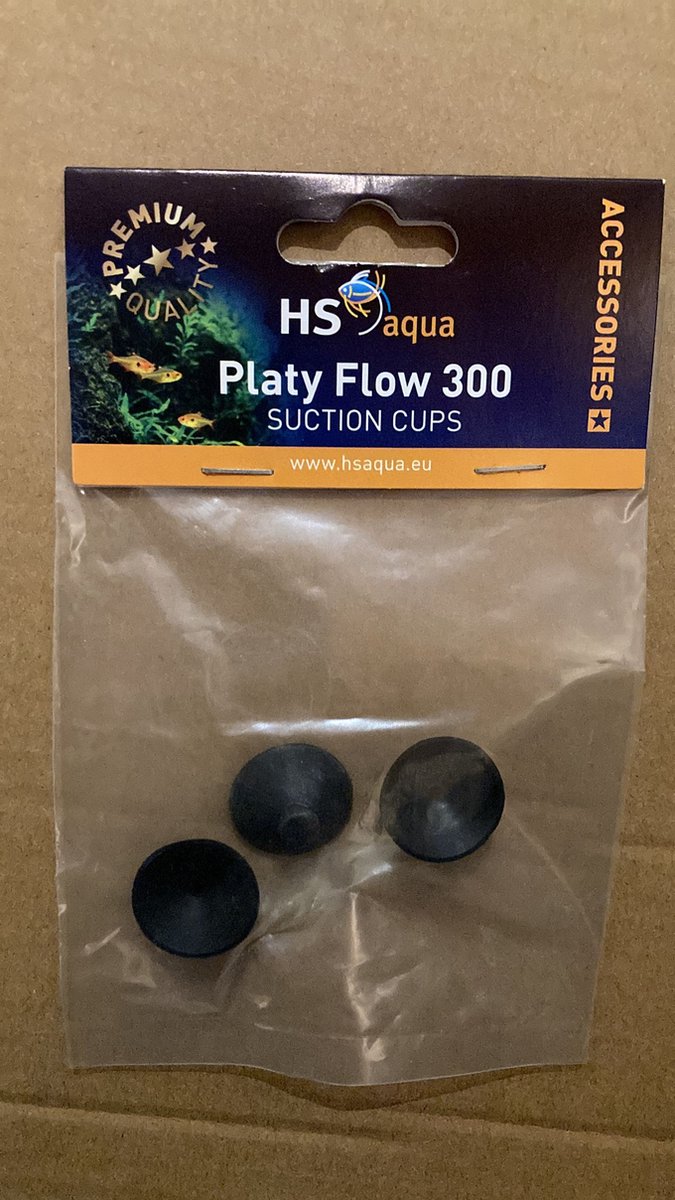 PREMIUM
QUALITY
ACCESSORIES
HS aqua
Platy Flow 300
SUCTION CUPS
www.hsaqua.eu